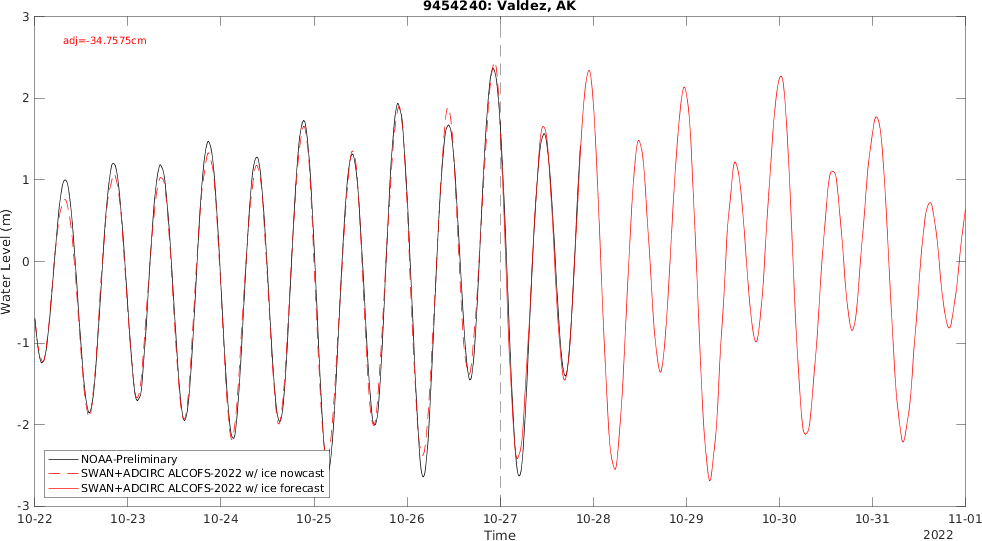 9454240: Valdez, AK
adj=-34.7575cm
3
2
1
0
-1
-2
-3
Water Level (m)
NOAA-Preliminary
SWAN+ADCIRC ALCOFS-2022 w/ ice nowcast
SWAN+ADCIRC ALCOFS-2022 w/ ice forecast
10-22 10-23 10-24 10-25 10-26 10-27 10-28 10-29 10-30 10-31 11-01
Time
2022